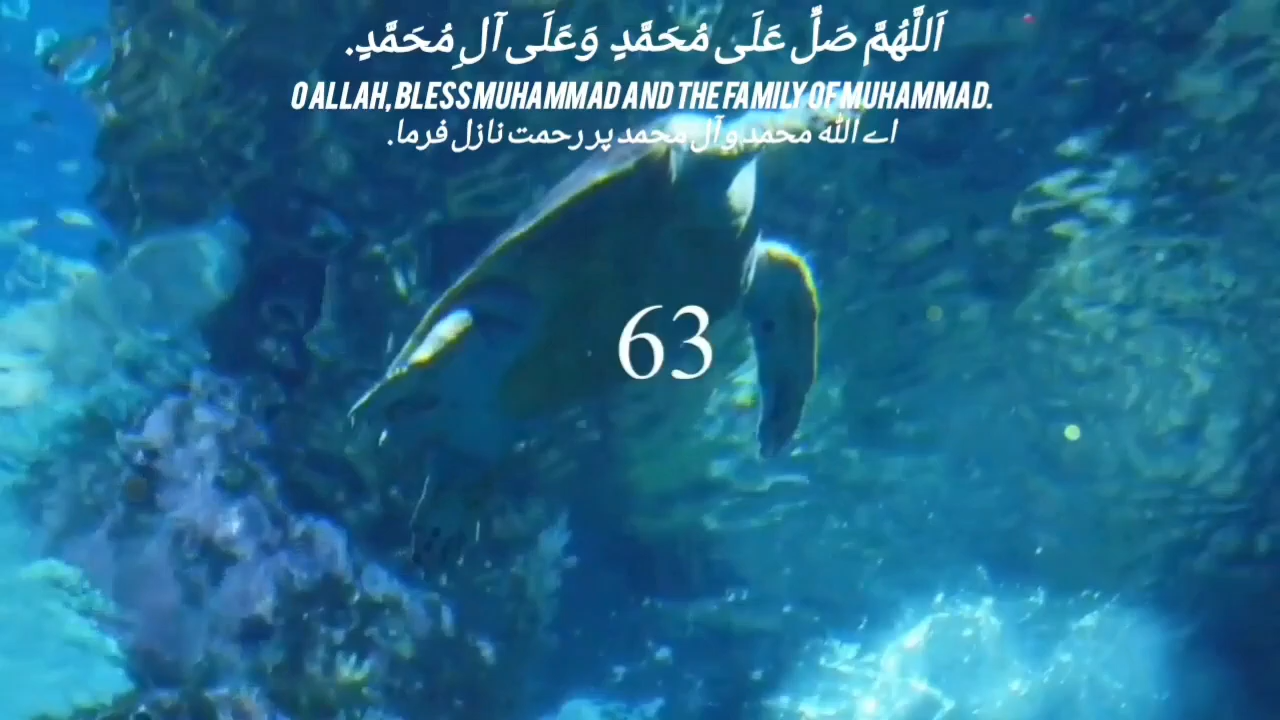 اَللَّهُمَّ صَلِّ عَلَى مُحَمَّدٍ وَعَلَى آلِ مُحَمَّدٍ.
O ALLAH, BLESS MUHAMMAD AND THE FAMILY OF MUHAMMAD.
اے اللہ محمد و آل محمد پر رحمت نازل فرما.
63